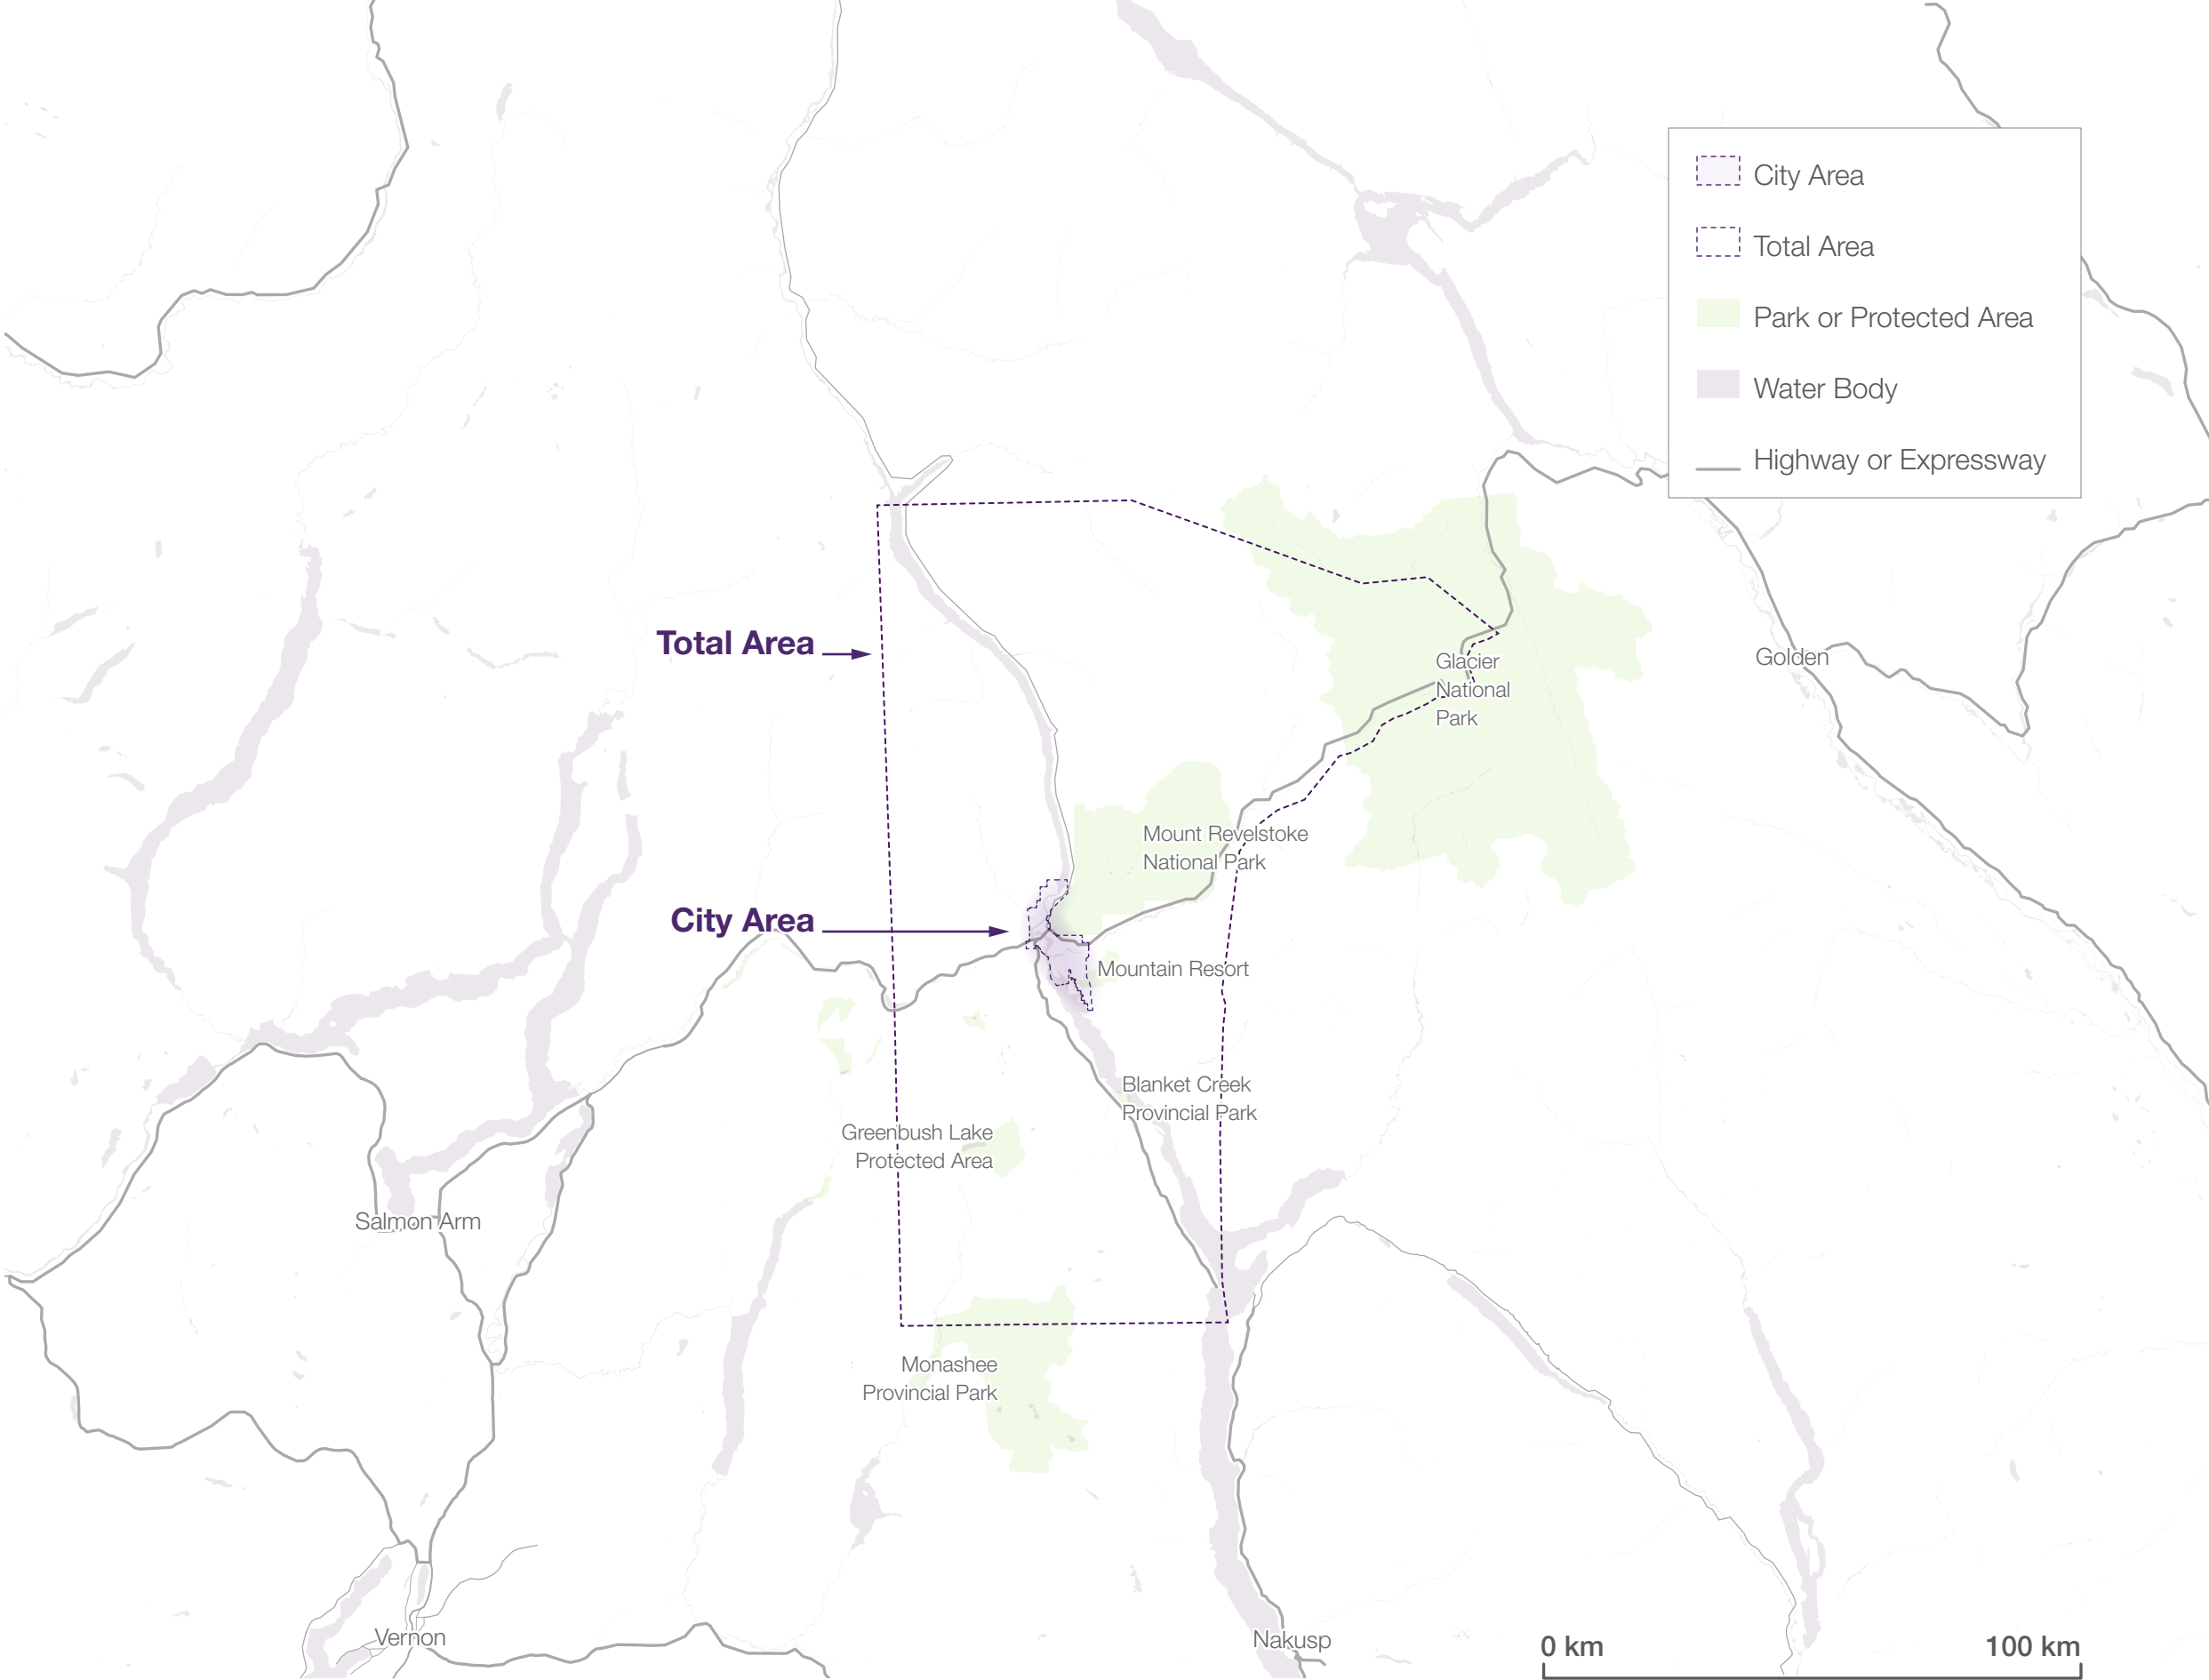 City Area
Total Area
Park or Protected Area
Water Body
Highway or Expressway
Total Area
Glacier
National
Park
Golden
Mount Revelstoke
National Park
City Area
Mountain Resort
Blanket Creek
Provincial Park
Greenbush Lake
Protected Area
Salmon Arm
Monashee
Provincial Park
Vernon
Nakusp
0 km
100 km